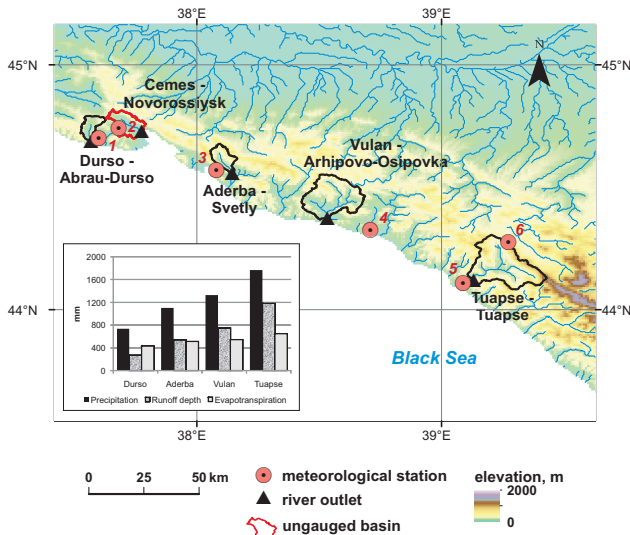 38°E
39°E
45°N
45°N
N
Cemes -
Novorossiysk
2
1
Durso -
Abrau-Durso
3
Aderba -
Svetly
Vulan -
Arhipovo-Osipovka
4
6
5
Tuapse -
Tuapse
44°N
44°N
Black Sea
2000
1600
1200
800
400
0
mm
Durso
Aderba
Vulan
Tuapse
Precipitation
Runoff depth
Evapotranspiration
38°E
39°E
0
25
50 km
meteorological station
river outlet
ungauged basin
elevation, m
2000
0